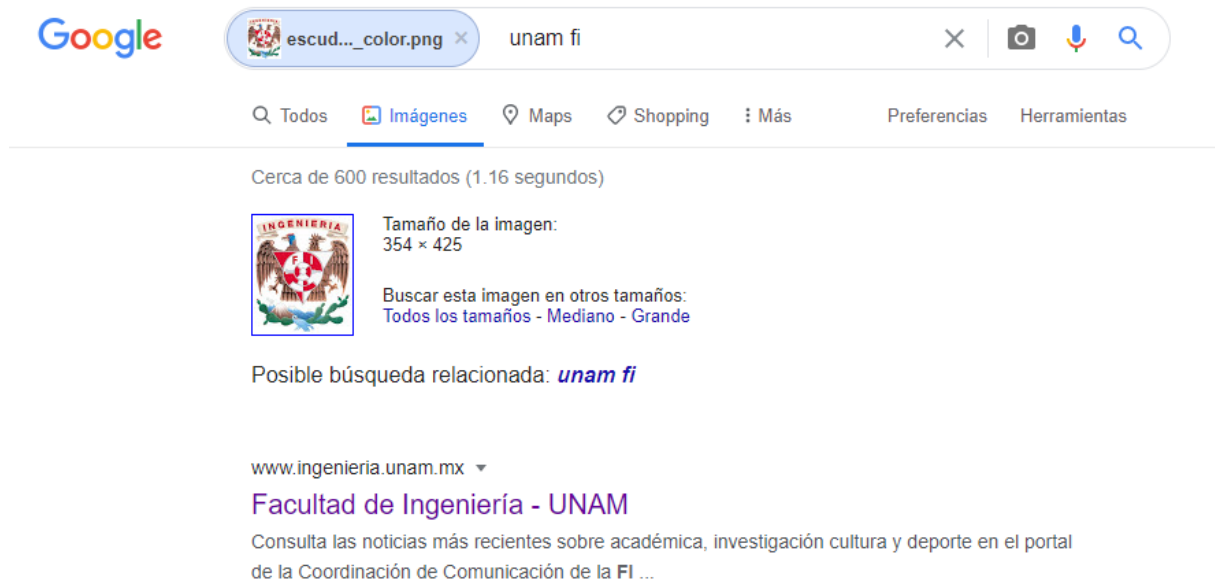 Google escud..._color.png × unam fi
Todos Imágenes Maps Shopping Más Preferencias Herramientas
Cerca de 600 resultados (1.16 segundos)
INGENIERIA
F I
Tamaño de la imagen:
354 × 425
Buscar esta imagen en otros tamaños:
Todos los tamaños - Mediano - Grande
Posible búsqueda relacionada: unam fi
www.ingenieria.unam.mx
Facultad de Ingeniería - UNAM
Consulta las noticias más recientes sobre académica, investigación cultura y deporte en el portal
de la Coordinación de Comunicación de la FI ...